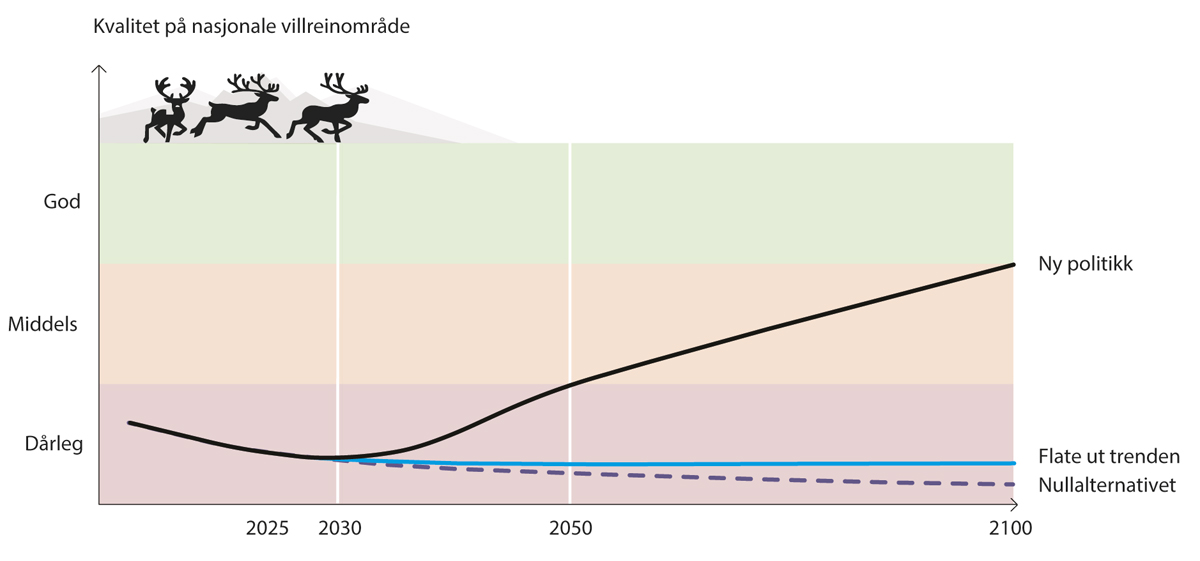 Kvalitet på nasjonale villreinområde
God
Ny politikk
Middels
Dårleg
Flate ut trenden
Nullalternativet
2025 2030 2050 2100